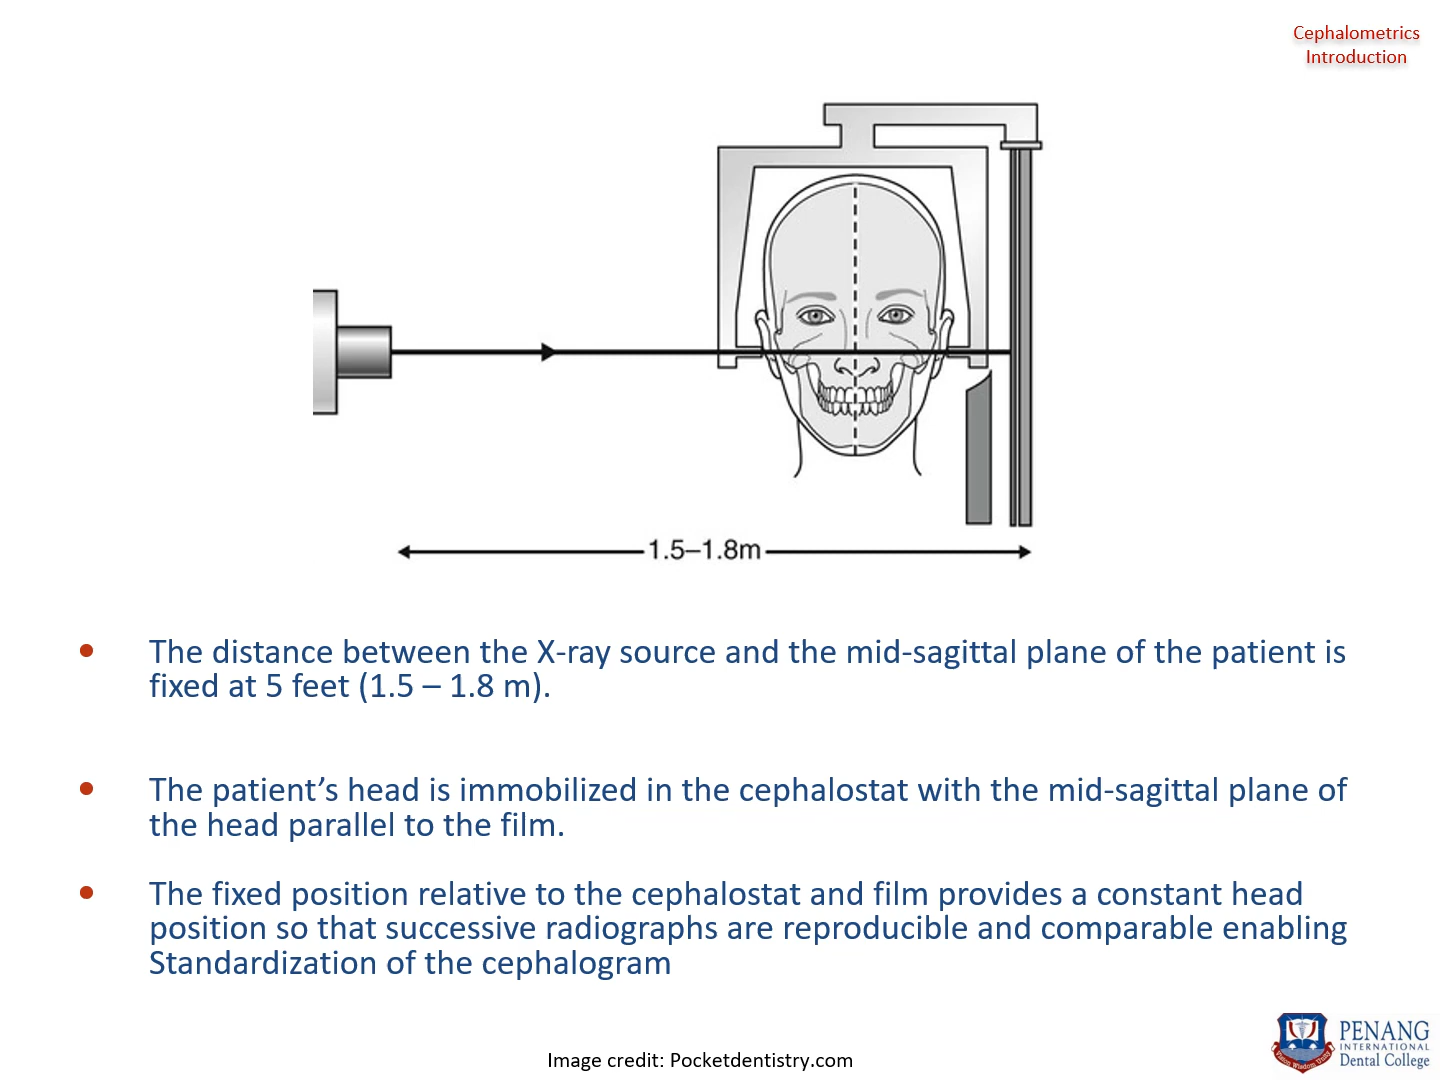 Cephalometrics
Introduction
1.5–1.8m
• The distance between the X-ray source and the mid-sagittal plane of the patient is
fixed at 5 feet (1.5 – 1.8 m).
• The patient’s head is immobilized in the cephalostat with the mid-sagittal plane of
the head parallel to the film.
• The fixed position relative to the cephalostat and film provides a constant head
position so that successive radiographs are reproducible and comparable enabling
Standardization of the cephalogram
Image credit: Pocketdentistry.com
PENANG
INTERNATIONAL
Dental College